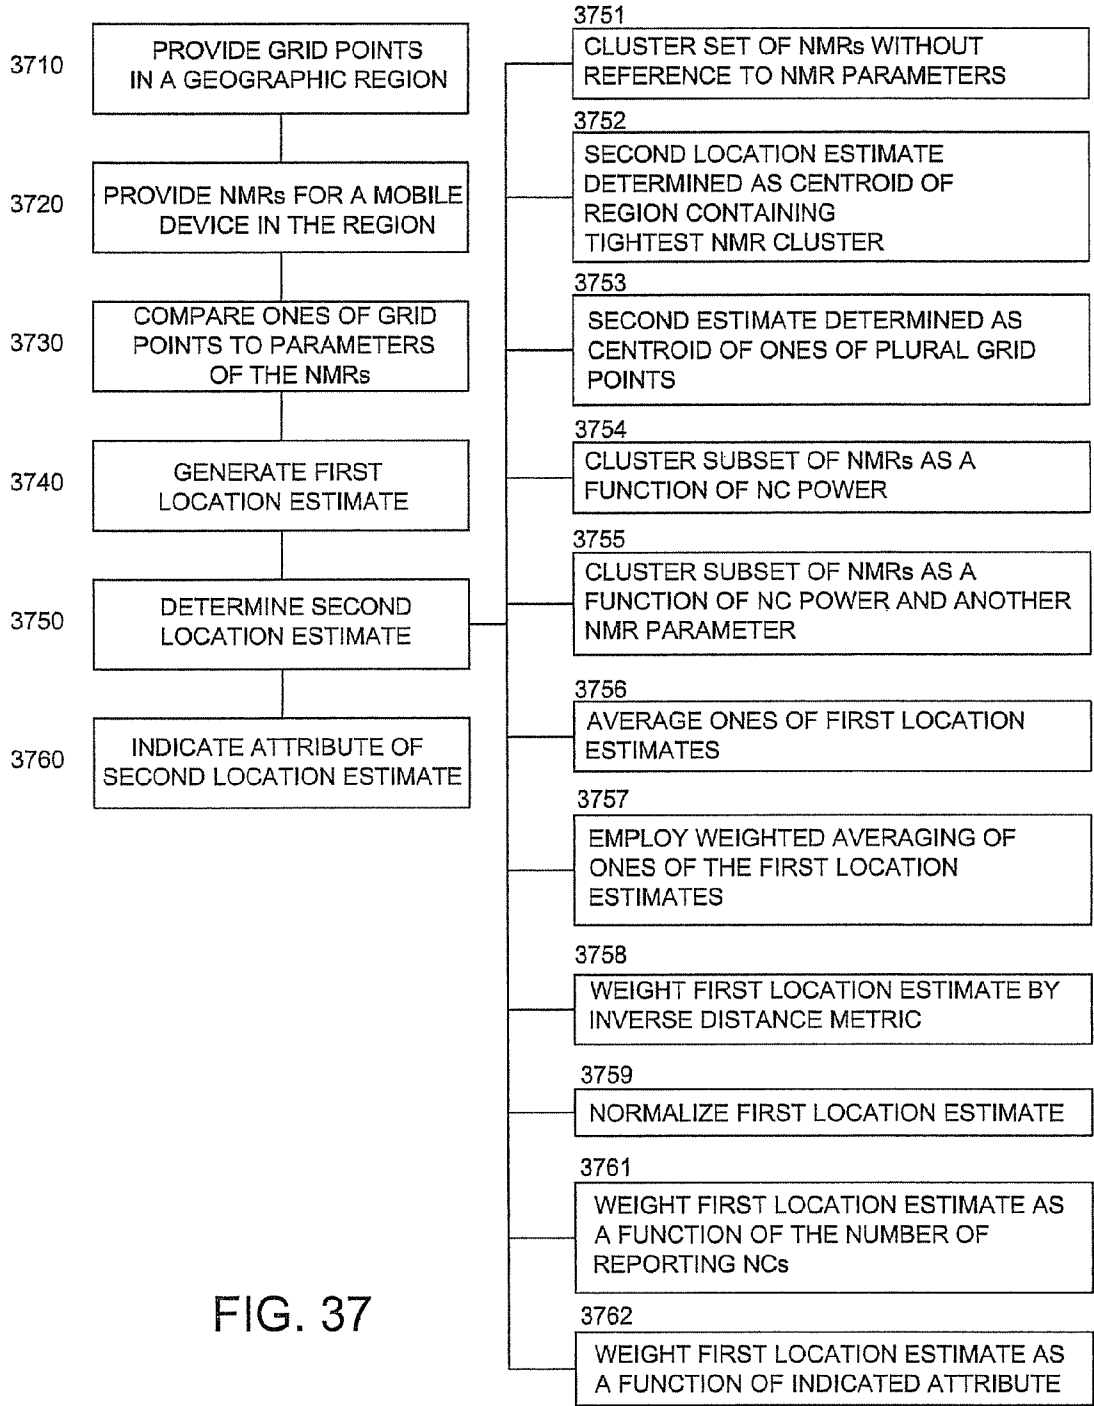 3710
PROVIDE GRID POINTS
IN A GEOGRAPHIC REGION
3720
PROVIDE NMRs FOR A MOBILE
DEVICE IN THE REGION
3730
COMPARE ONES OF GRID
POINTS TO PARAMETERS
OF THE NMRs
3740
GENERATE FIRST
LOCATION ESTIMATE
3750
DETERMINE SECOND
LOCATION ESTIMATE
3760
INDICATE ATTRIBUTE OF
SECOND LOCATION ESTIMATE
3751
CLUSTER SET OF NMRs WITHOUT
REFERENCE TO NMR PARAMETERS
3752
SECOND LOCATION ESTIMATE
DETERMINED AS CENTROID OF
REGION CONTAINING
TIGHTEST NMR CLUSTER
3753
SECOND ESTIMATE DETERMINED AS
CENTROID OF ONES OF PLURAL GRID
POINTS
3754
CLUSTER SUBSET OF NMRs AS A
FUNCTION OF NC POWER
3755
CLUSTER SUBSET OF NMRs AS A
FUNCTION OF NC POWER AND ANOTHER
NMR PARAMETER
3756
AVERAGE ONES OF FIRST LOCATION
ESTIMATES
3757
EMPLOY WEIGHTED AVERAGING OF
ONES OF THE FIRST LOCATION
ESTIMATES
3758
WEIGHT FIRST LOCATION ESTIMATE BY
INVERSE DISTANCE METRIC
3759
NORMALIZE FIRST LOCATION ESTIMATE
3761
WEIGHT FIRST LOCATION ESTIMATE AS
A FUNCTION OF THE NUMBER OF
REPORTING NCs
3762
WEIGHT FIRST LOCATION ESTIMATE AS
A FUNCTION OF INDICATED ATTRIBUTE
FIG. 37